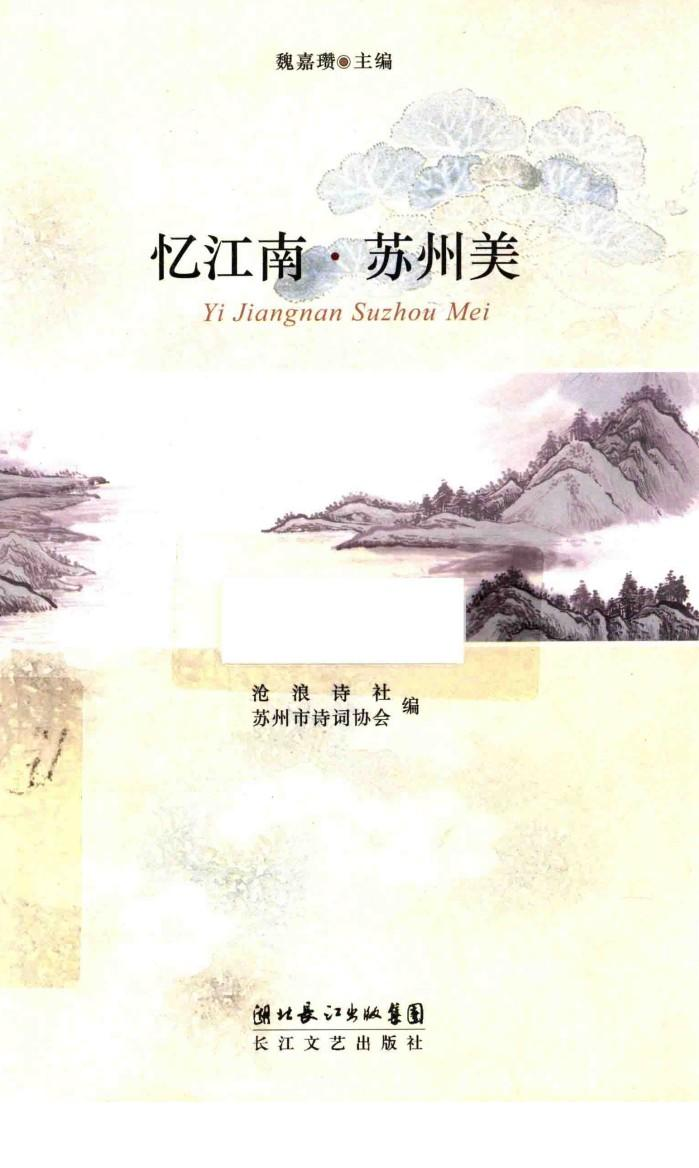 魏嘉瓒◉主编
忆江南·苏州美
Yi Jiangnan Suzhou Mei
沧浪诗社
苏州市诗词协会 编
湖北长江出版集团
长江文艺出版社